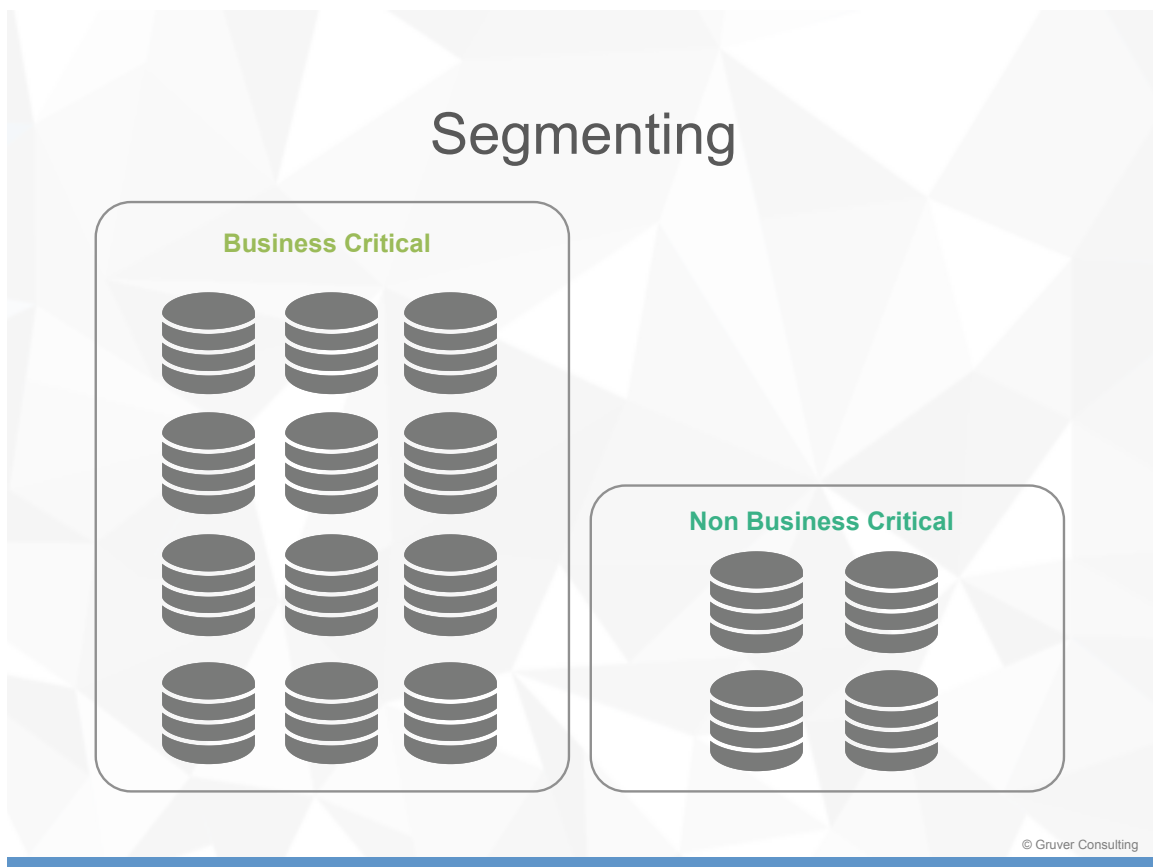 Segmenting
Business Critical
Non Business Critical
© Gruver Consulting